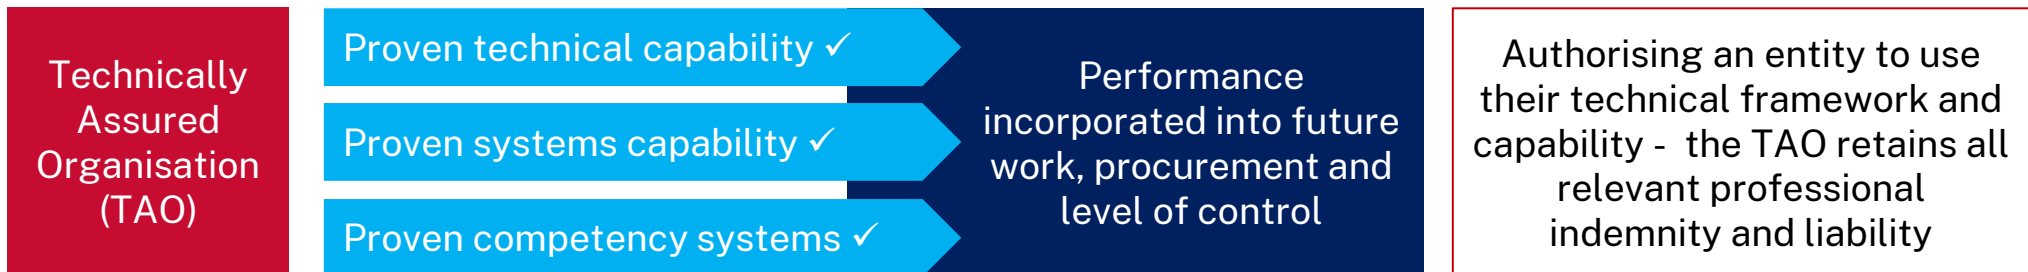 Technically
Assured
Organisation
(TAO)
Proven technical capability ✓
Proven systems capability ✓
Proven competency systems ✓
Performance
incorporated into future
work, procurement and
level of control
Authorising an entity to use
their technical framework and
capability -  the TAO retains all
relevant professional
indemnity and liability